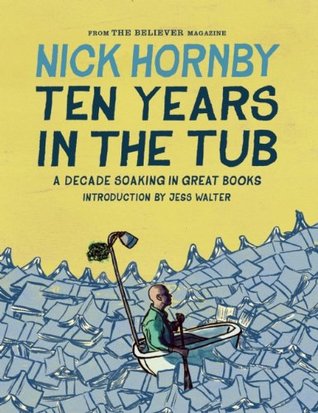 FROM THE BELIEVER MAGAZINE
NICK HORNBY
TEN YEARS
IN THE TUB
A DECADE SOAKING IN GREAT BOOKS
INTRODUCTION BY JESS WALTER